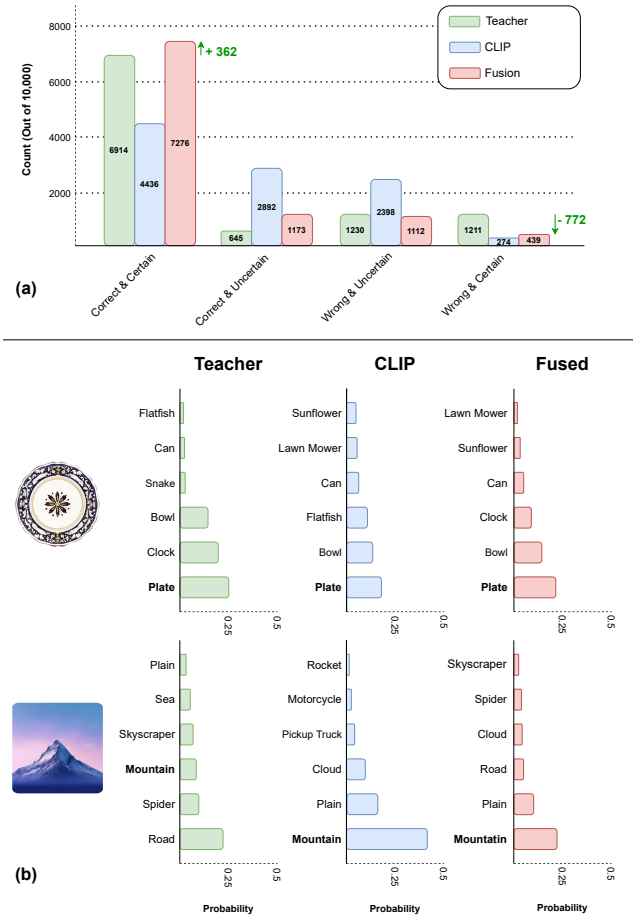 8000
6000
4000
2000
Count (Out of 10,000)
Teacher
CLIP
Fusion
+ 362
- 772
6914
4436
7276
645
2892
1173
1230
2398
1112
1211
274
439
Correct & Certain
Correct & Uncertain
Wrong & Uncertain
Wrong & Certain
(a)
Teacher CLIP Fused
Flatfish
Can
Snake
Bowl
Clock
Plate
0.25
0.5
Sunflower
Lawn Mower
Can
Flatfish
Bowl
Plate
0.25
0.5
Lawn Mower
Sunflower
Can
Clock
Bowl
Plate
0.25
0.5
Plain
Sea
Skyscraper
Mountain
Spider
Road
0.25
0.5
Rocket
Motorcycle
Pickup Truck
Cloud
Plain
Mountain
0.25
0.5
Skyscraper
Spider
Cloud
Road
Plain
Mountatin
0.25
0.5
(b)
Probability Probability Probability